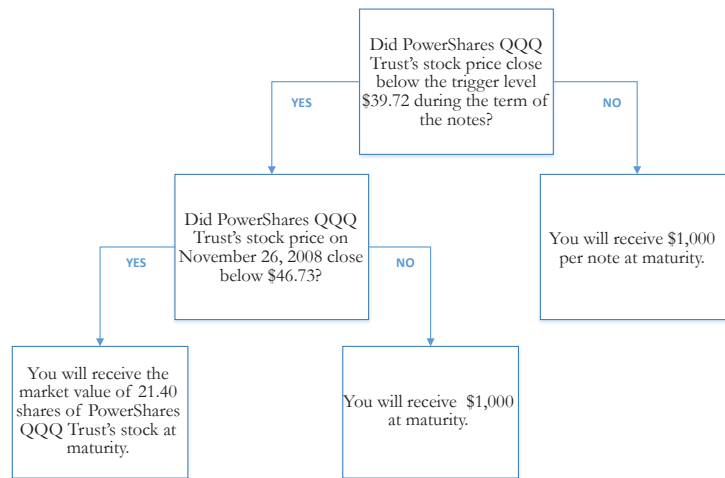 Did PowerShares QQQ
Trust's stock price close
below the trigger level
$39.72 during the term of
the notes?
YES
NO
Did PowerShares QQQ
Trust's stock price on
November 26, 2008 close
below $46.73?
You will receive $1,000
per note at maturity.
YES
NO
You will receive the
market value of 21.40
shares of PowerShares
QQQ Trust's stock at
maturity.
You will receive $1,000
at maturity.